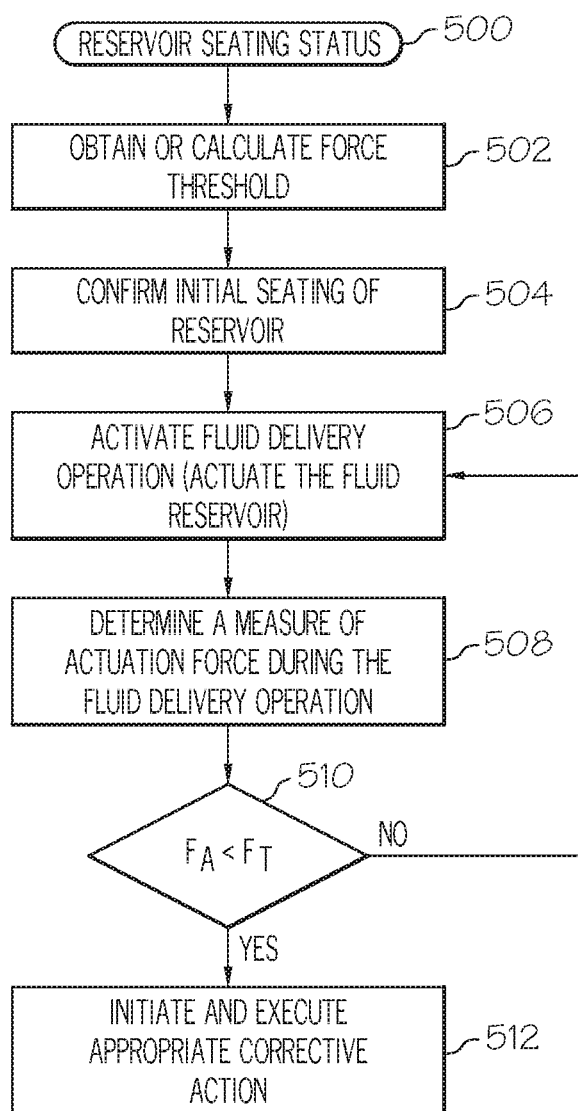 RESERVOIR SEATING STATUS
500
OBTAIN OR CALCULATE FORCE
THRESHOLD
502
CONFIRM INITIAL SEATING OF
RESERVOIR
504
ACTIVATE FLUID DELIVERY
OPERATION (ACTUATE THE FLUID
RESERVOIR)
506
DETERMINE A MEASURE OF
ACTUATION FORCE DURING THE
FLUID DELIVERY OPERATION
508
510
FA < FT
NO
YES
INITIATE AND EXECUTE
APPROPRIATE CORRECTIVE
ACTION
512